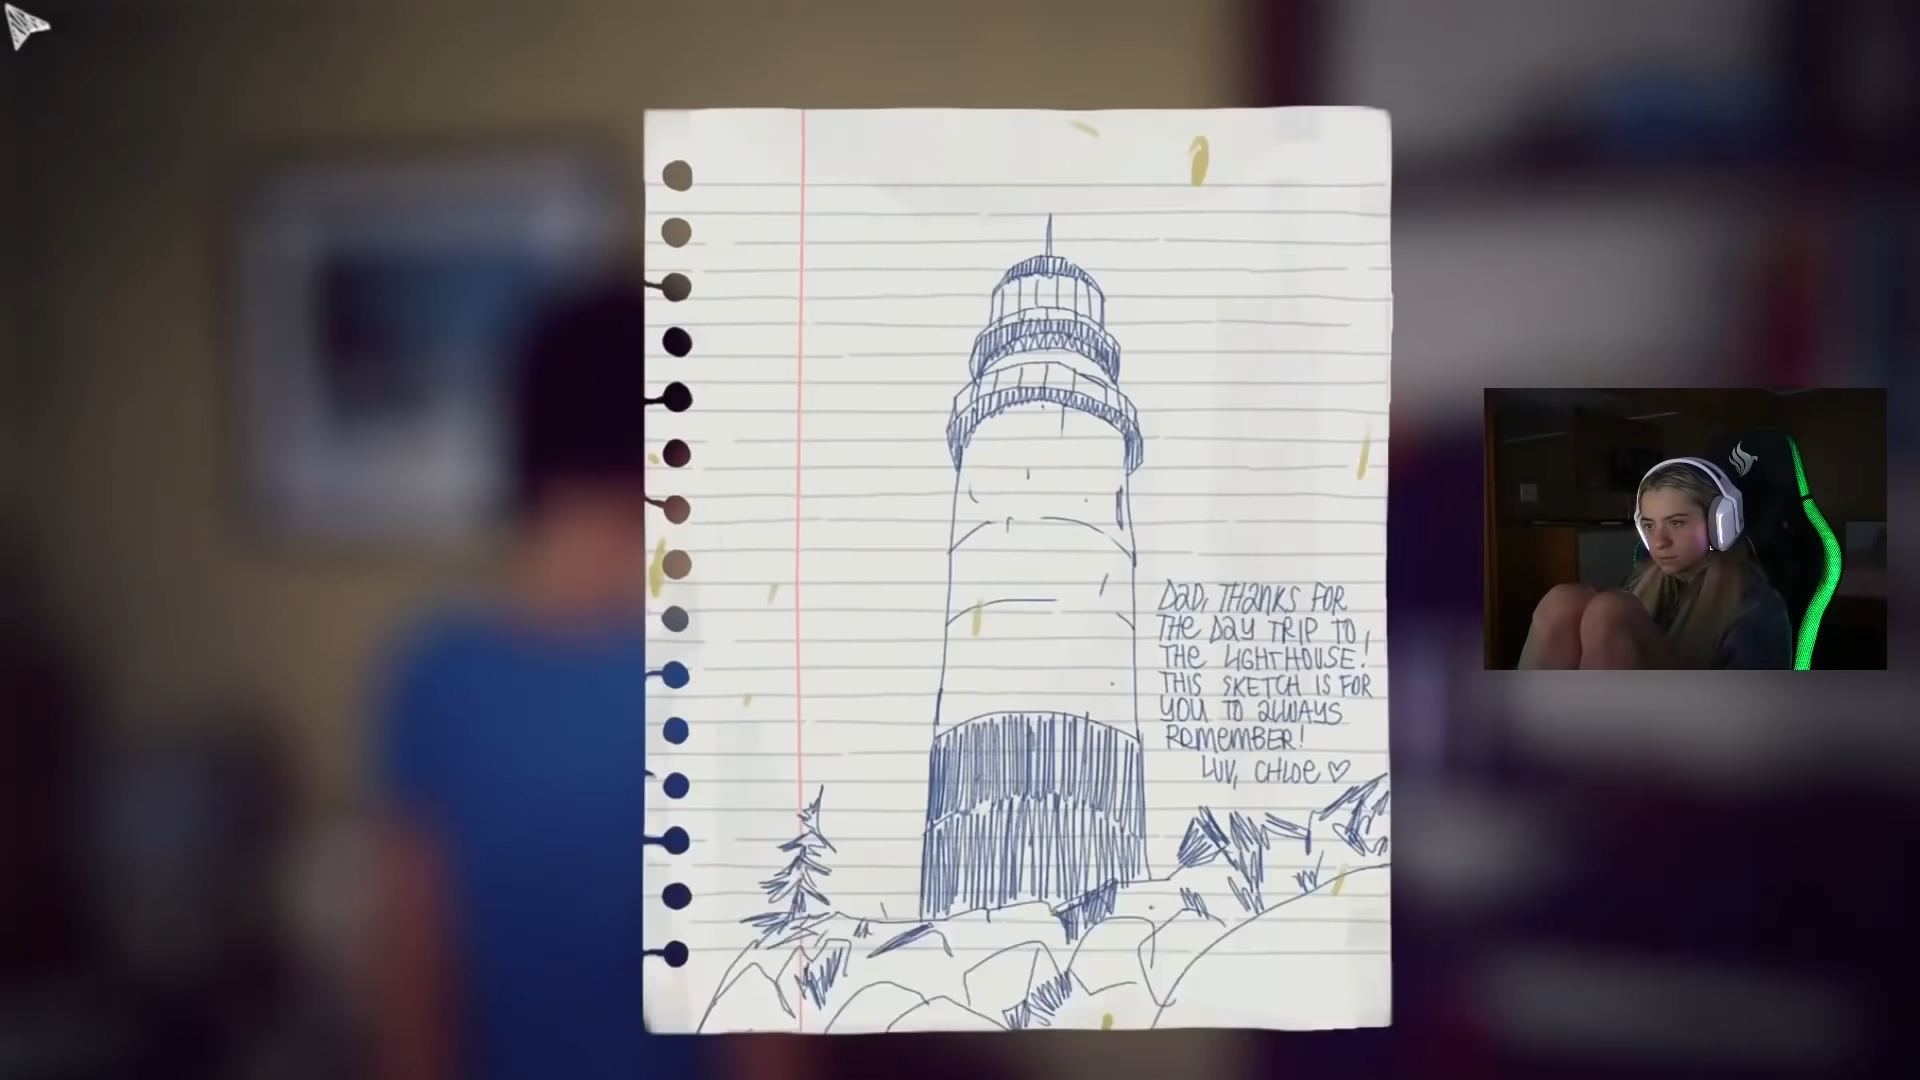 DAD, THANKS FOR
THE DAY TRIP TO
THE LIGHTHOUSE!
THIS SKETCH IS FOR
YOU TO ALWAYS
REMEMBER!
LUV, CHLOE ♡